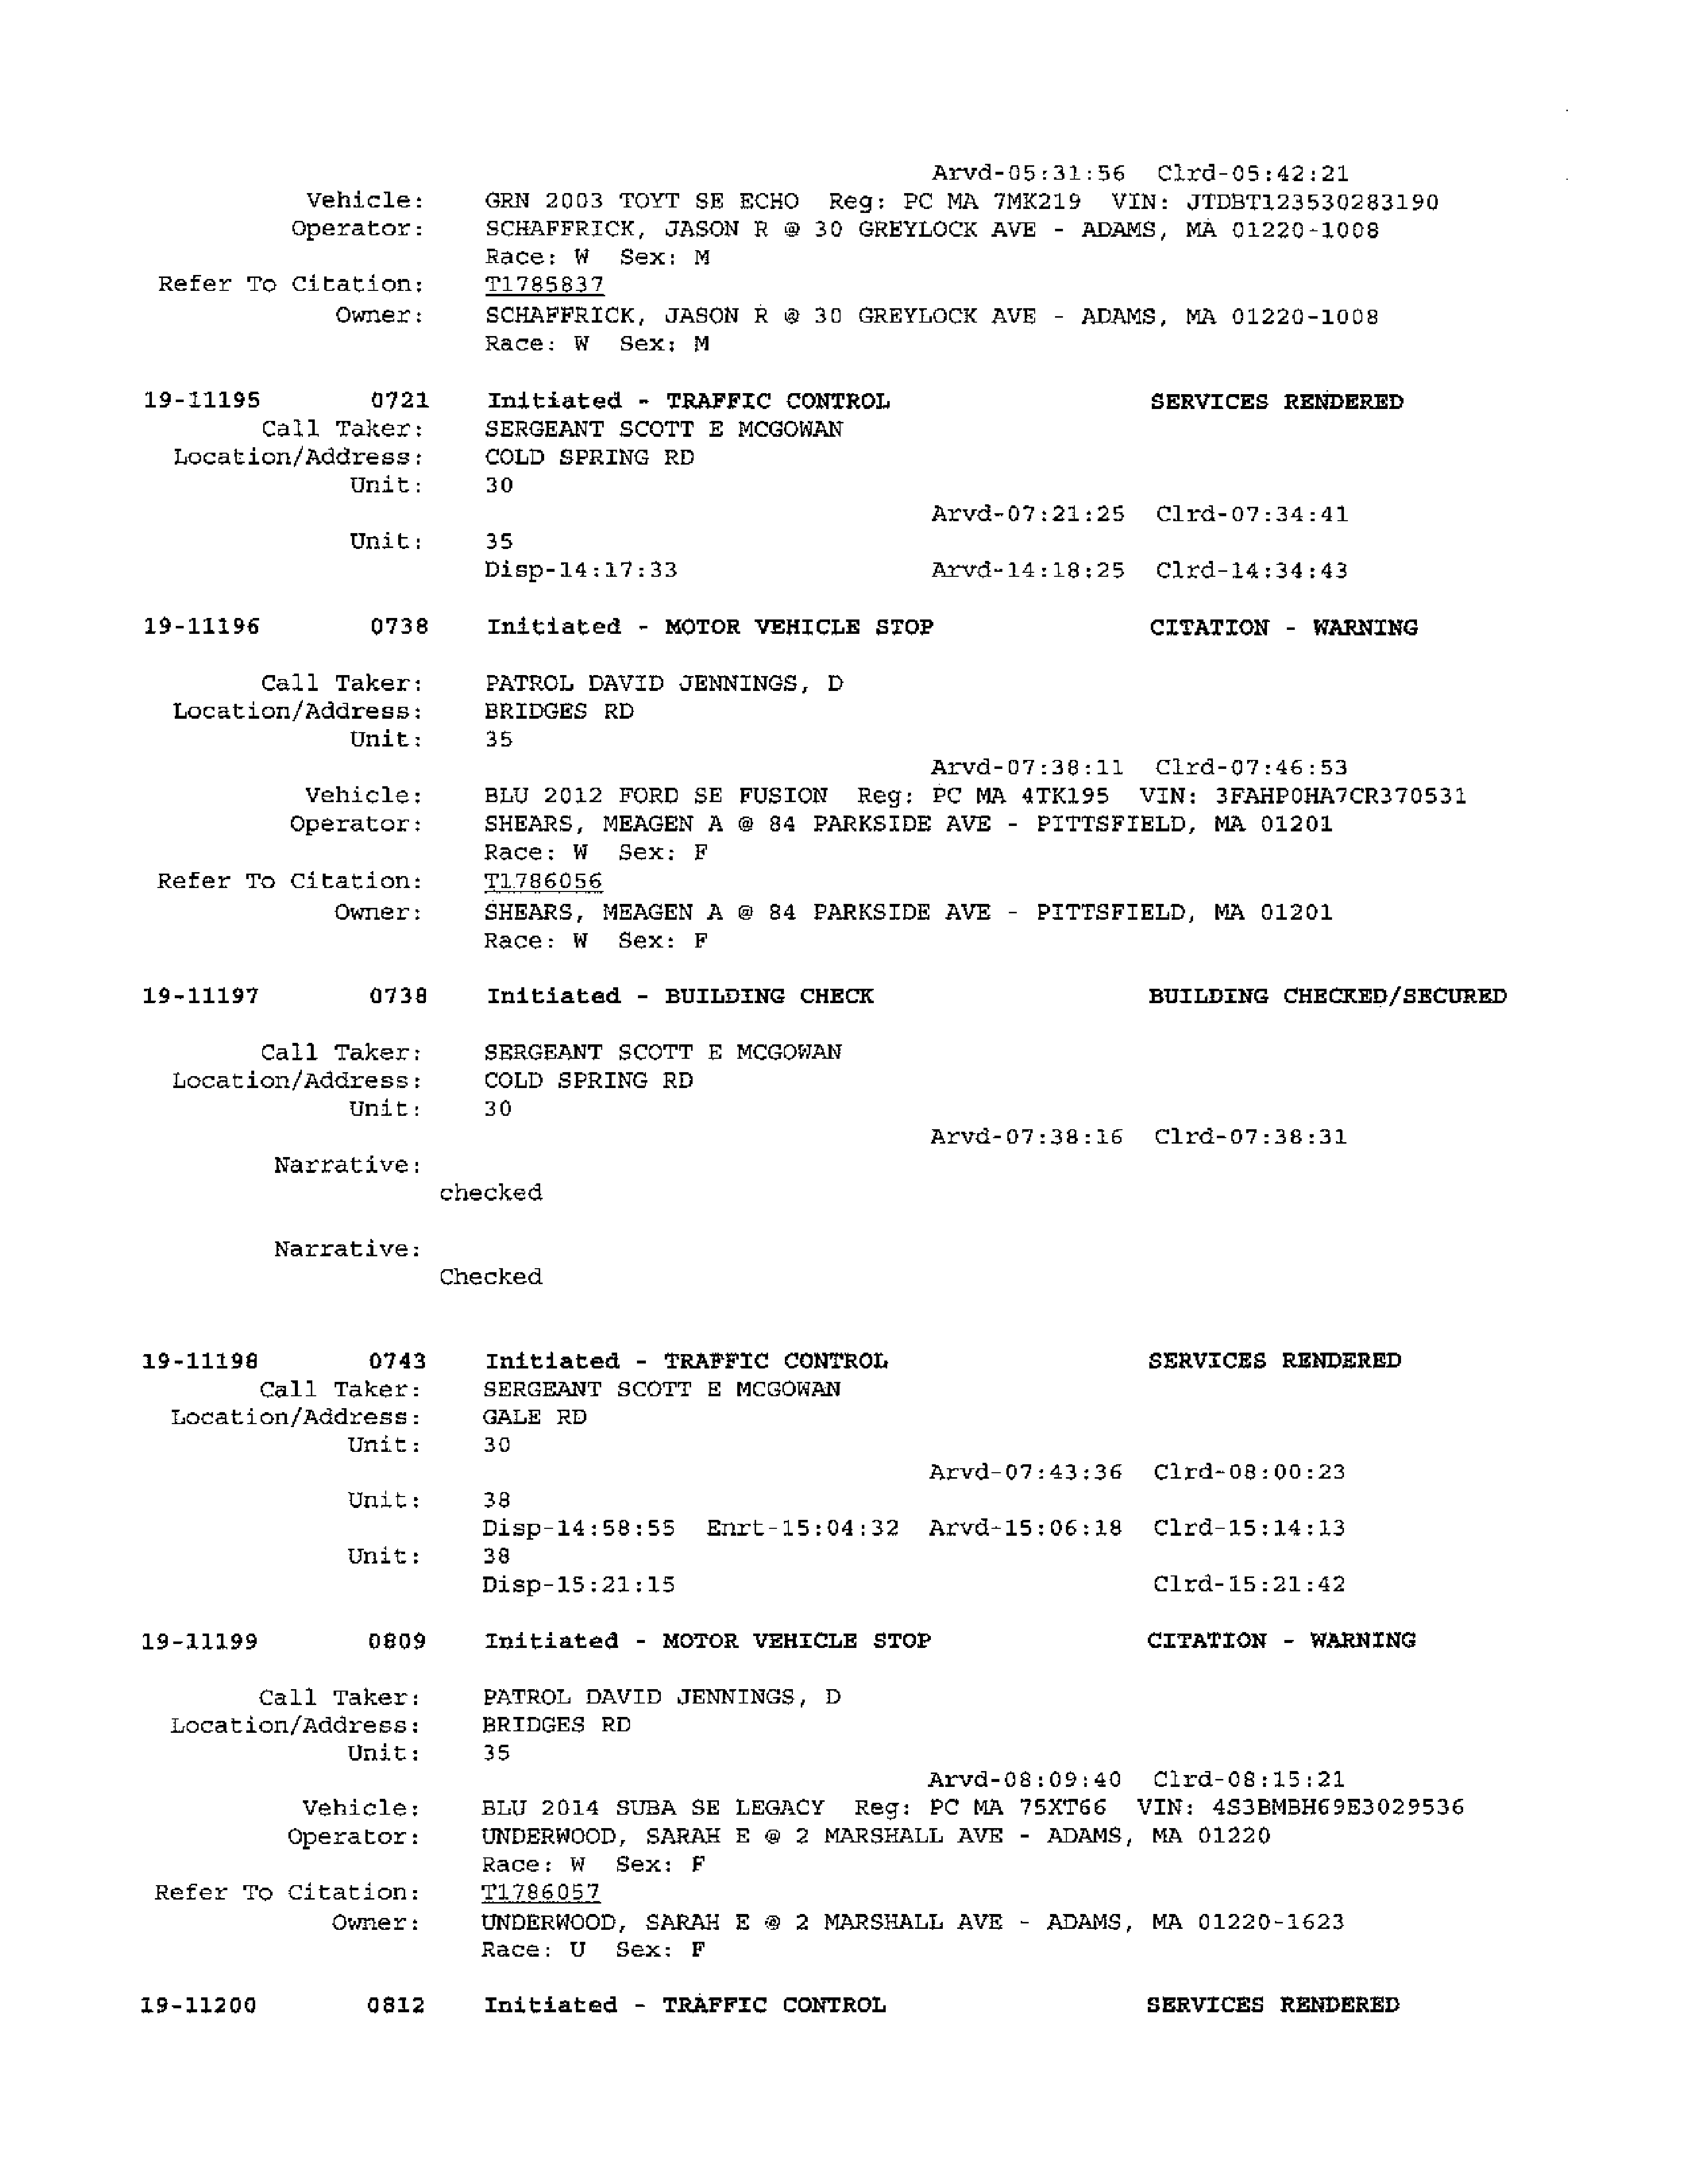 Arvd-05:31:56 Clrd-05:42:21
Vehicle: GRN 2003 TOYT SE ECHO Reg: PC MA 7MK219 VIN: JTDBT123530283190
Operator: SCHAFFRICK, JASON R @ 30 GREYLOCK AVE - ADAMS, MA 01220-1008
Race: W Sex: M
Refer To Citation: T1785837
Owner: SCHAFFRICK, JASON R @ 30 GREYLOCK AVE - ADAMS, MA 01220-1008
Race: W Sex: M
19-11195 0721 Initiated - TRAFFIC CONTROL SERVICES RENDERED
Call Taker: SERGEANT SCOTT E MCGOWAN
Location/Address: COLD SPRING RD
Unit: 30
Arvd-07:21:25 Clrd-07:34:41
Unit: 35
Disp-14:17:33 Arvd-14:18:25 Clrd-14:34:43
19-11196 0738 Initiated - MOTOR VEHICLE STOP CITATION - WARNING
Call Taker: PATROL DAVID JENNINGS, D
Location/Address: BRIDGES RD
Unit: 35
Arvd-07:38:11 Clrd-07:46:53
Vehicle: BLU 2012 FORD SE FUSION Reg: PC MA 4TK195 VIN: 3FAHP0HA7CR370531
Operator: SHEARS, MEAGEN A @ 84 PARKSIDE AVE - PITTSFIELD, MA 01201
Race: W Sex: F
Refer To Citation: T1786056
Owner: SHEARS, MEAGEN A @ 84 PARKSIDE AVE - PITTSFIELD, MA 01201
Race: W Sex: F
19-11197 0738 Initiated - BUILDING CHECK BUILDING CHECKED/SECURED
Call Taker: SERGEANT SCOTT E MCGOWAN
Location/Address: COLD SPRING RD
Unit: 30
Arvd-07:38:16 Clrd-07:38:31
Narrative:
checked
Narrative:
Checked
19-11198 0743 Initiated - TRAFFIC CONTROL SERVICES RENDERED
Call Taker: SERGEANT SCOTT E MCGOWAN
Location/Address: GALE RD
Unit: 30
Arvd-07:43:36 Clrd-08:00:23
Unit: 38
Disp-14:58:55 Enrt-15:04:32 Arvd-15:06:18 Clrd-15:14:13
Unit: 38
Disp-15:21:15 Clrd-15:21:42
19-11199 0809 Initiated - MOTOR VEHICLE STOP CITATION - WARNING
Call Taker: PATROL DAVID JENNINGS, D
Location/Address: BRIDGES RD
Unit: 35
Arvd-08:09:40 Clrd-08:15:21
Vehicle: BLU 2014 SUBA SE LEGACY Reg: PC MA 75XT66 VIN: 4S3BMBH69E3029536
Operator: UNDERWOOD, SARAH E @ 2 MARSHALL AVE - ADAMS, MA 01220
Race: W Sex: F
Refer To Citation: T1786057
Owner: UNDERWOOD, SARAH E @ 2 MARSHALL AVE - ADAMS, MA 01220-1623
Race: U Sex: F
19-11200 0812 Initiated - TRAFFIC CONTROL SERVICES RENDERED